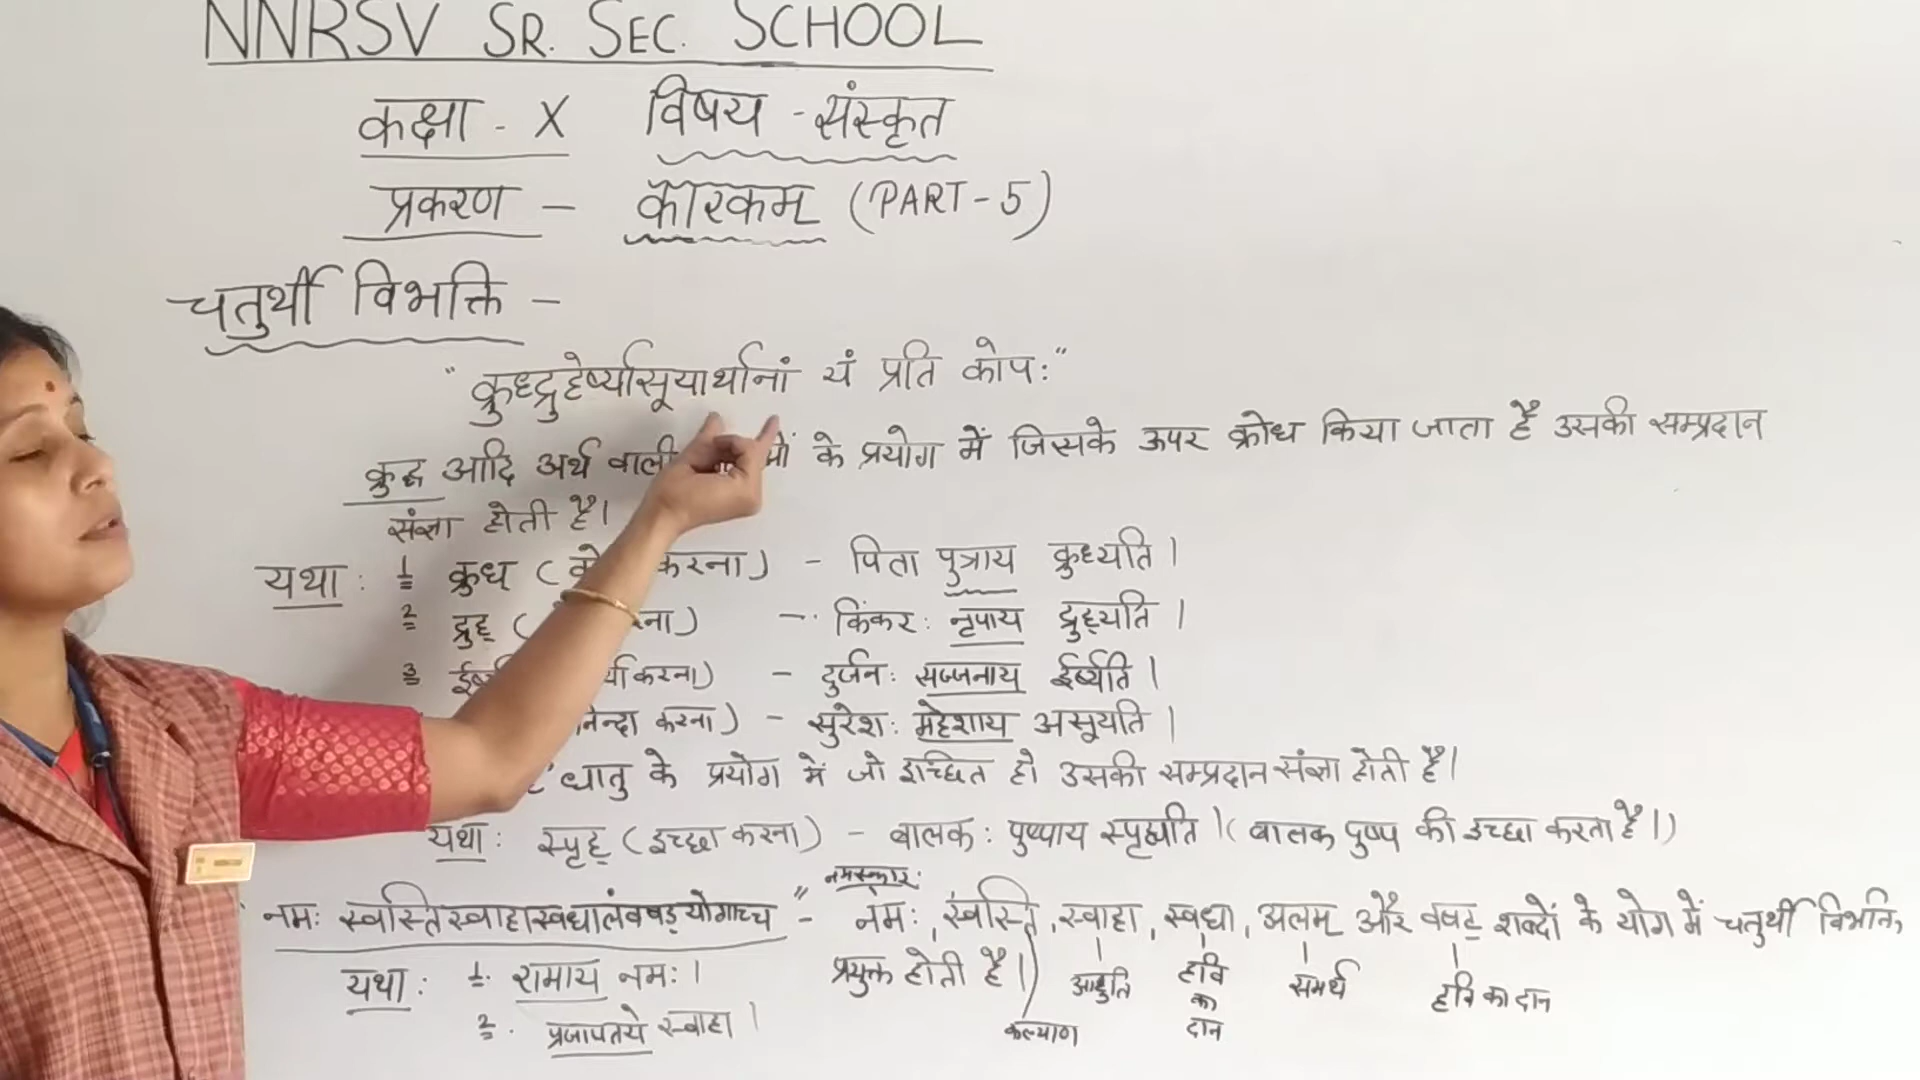 NNRSV SR. SEC. SCHOOL
कक्षा - X विषय - संस्कृत
प्रकरण - कारकम् (PART-5)
चतुर्थी विभक्ति -
"क्रुधद्रुहेर्ष्यासूयार्थानां यं प्रति कोपः"
क्रुद्ध आदि अर्थ वाली के प्रयोग में जिसके ऊपर क्रोध किया जाता है उसकी सम्प्रदान
संज्ञा होती है।
यथा : 1 क्रुध् ( करना) - पिता पुत्राय क्रुध्यति।
2 द्रुह् ( ना) - किंकरः नृपाय द्रुह्यति।
3 करना) - दुर्जनः सज्जनाय ईर्ष्यति।
निन्दा करना) - सुरेशः महेशाय असूयति।
धातु के प्रयोग में जो इच्छित हो उसकी सम्प्रदान संज्ञा होती है।
यथा: स्पृह् (इच्छा करना) - बालकः पुष्पाय स्पृह्यति। (बालक पुष्प की इच्छा करता है।)
नमस्कार:
नमः स्वस्तिस्वाहास्वधालंवषड्योगाच्च" - नमः, स्वस्ति, स्वाहा, स्वधा, अलम् और वषट् शब्दों के योग में चतुर्थी विभक्ति
यथा: 1. रामाय नमः। प्रयुक्त होती है।) आहुति हवि का दान समर्थ हवि का दान
2. प्रजापतये स्वाहा। कल्याण